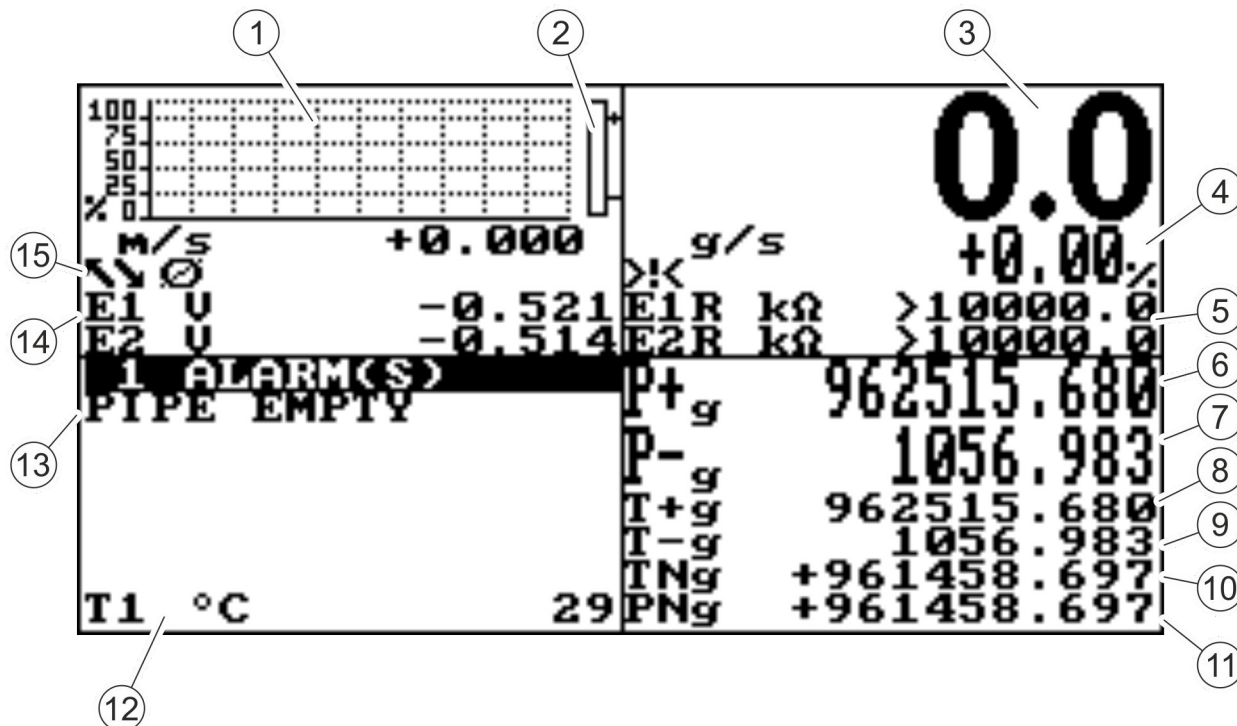 1
2
3
100
75
50
25
% 0
+
-
m/s +0.000
E1 V -0.521
E2 V -0.514
0.0
g/s
+0.00%
>!<
E1R kΩ >10000.0
E2R kΩ >10000.0
1 ALARM(S)
PIPE EMPTY
T1 °C 29
P+g 962515.680
P-g 1056.983
T+g 962515.680
T-g 1056.983
TNg +961458.697
PNg +961458.697
4
5
6
7
8
9
10
11
12
13
14
15